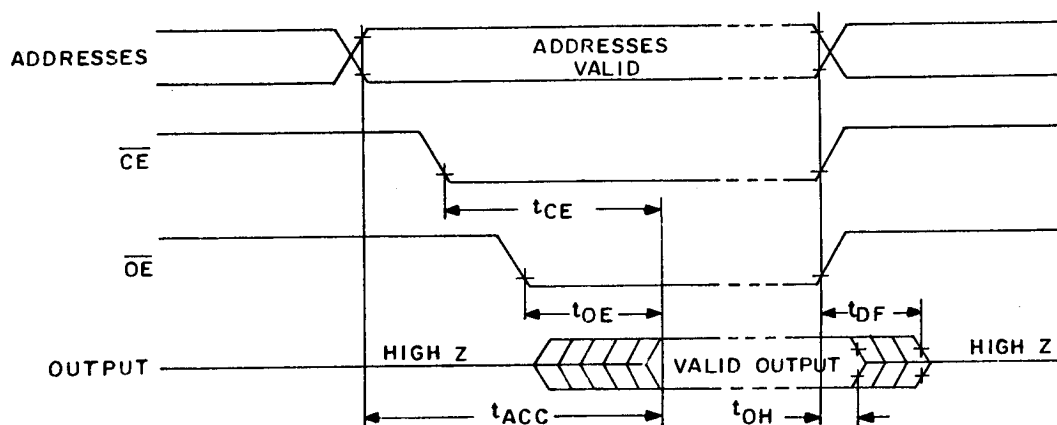 ADDRESSES
ADDRESSES
VALID
CE
tCE
OE
tOE
tDF
OUTPUT
HIGH Z
VALID OUTPUT
HIGH Z
tACC
tOH